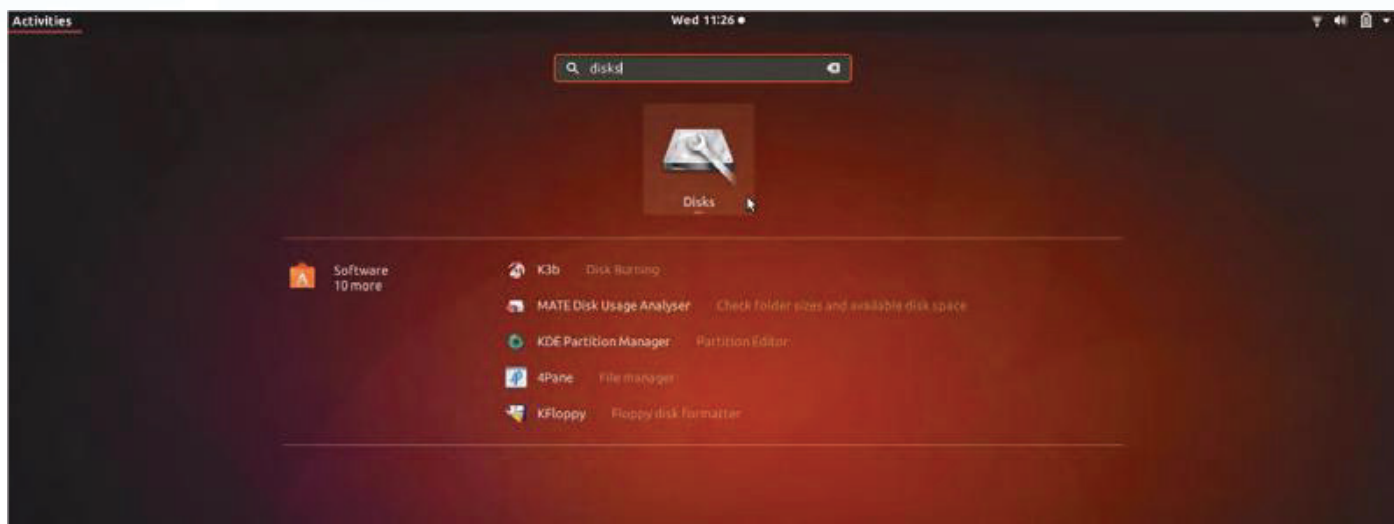 Activities
Wed 11:26
disks
Disks
Software
10 more
K3b Disk Burning
MATE Disk Usage Analyser Check folder sizes and available disk space
KDE Partition Manager Partition Editor
4Pane File manager
KFloppy Floppy disk formatter